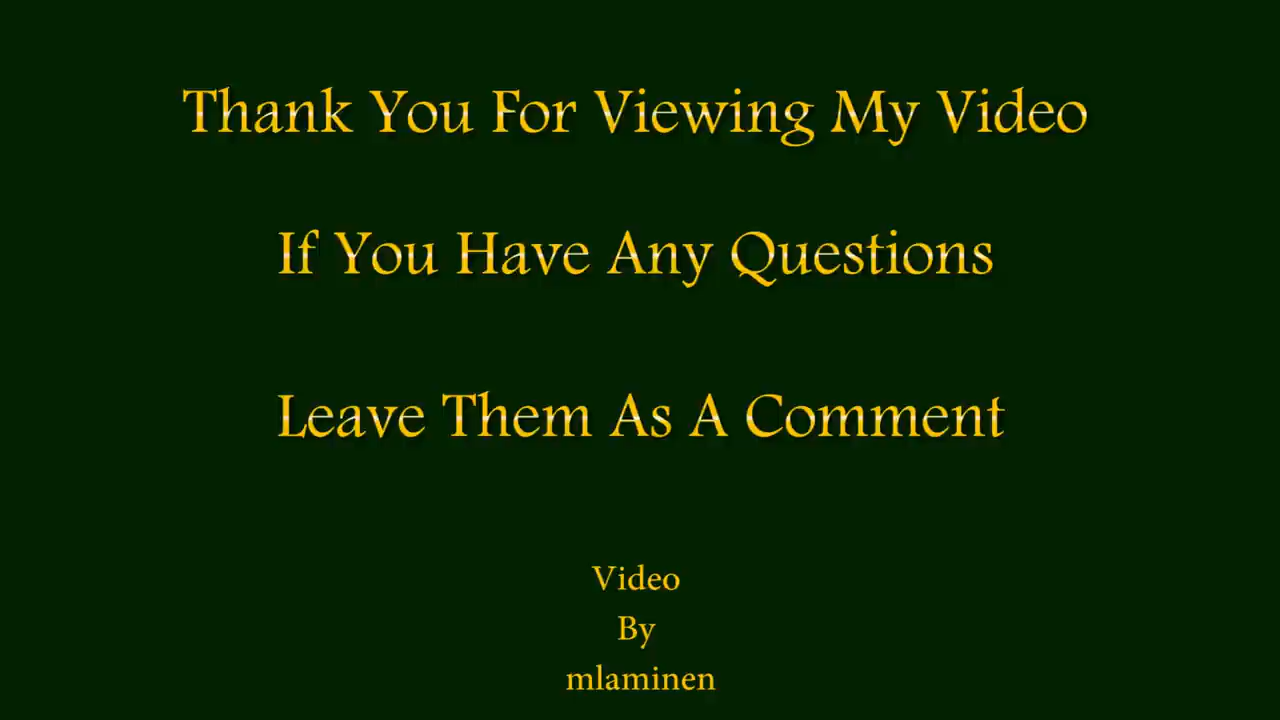 Thank You For Viewing My Video
If You Have Any Questions
Leave Them As A Comment
Video
By
mlaminen